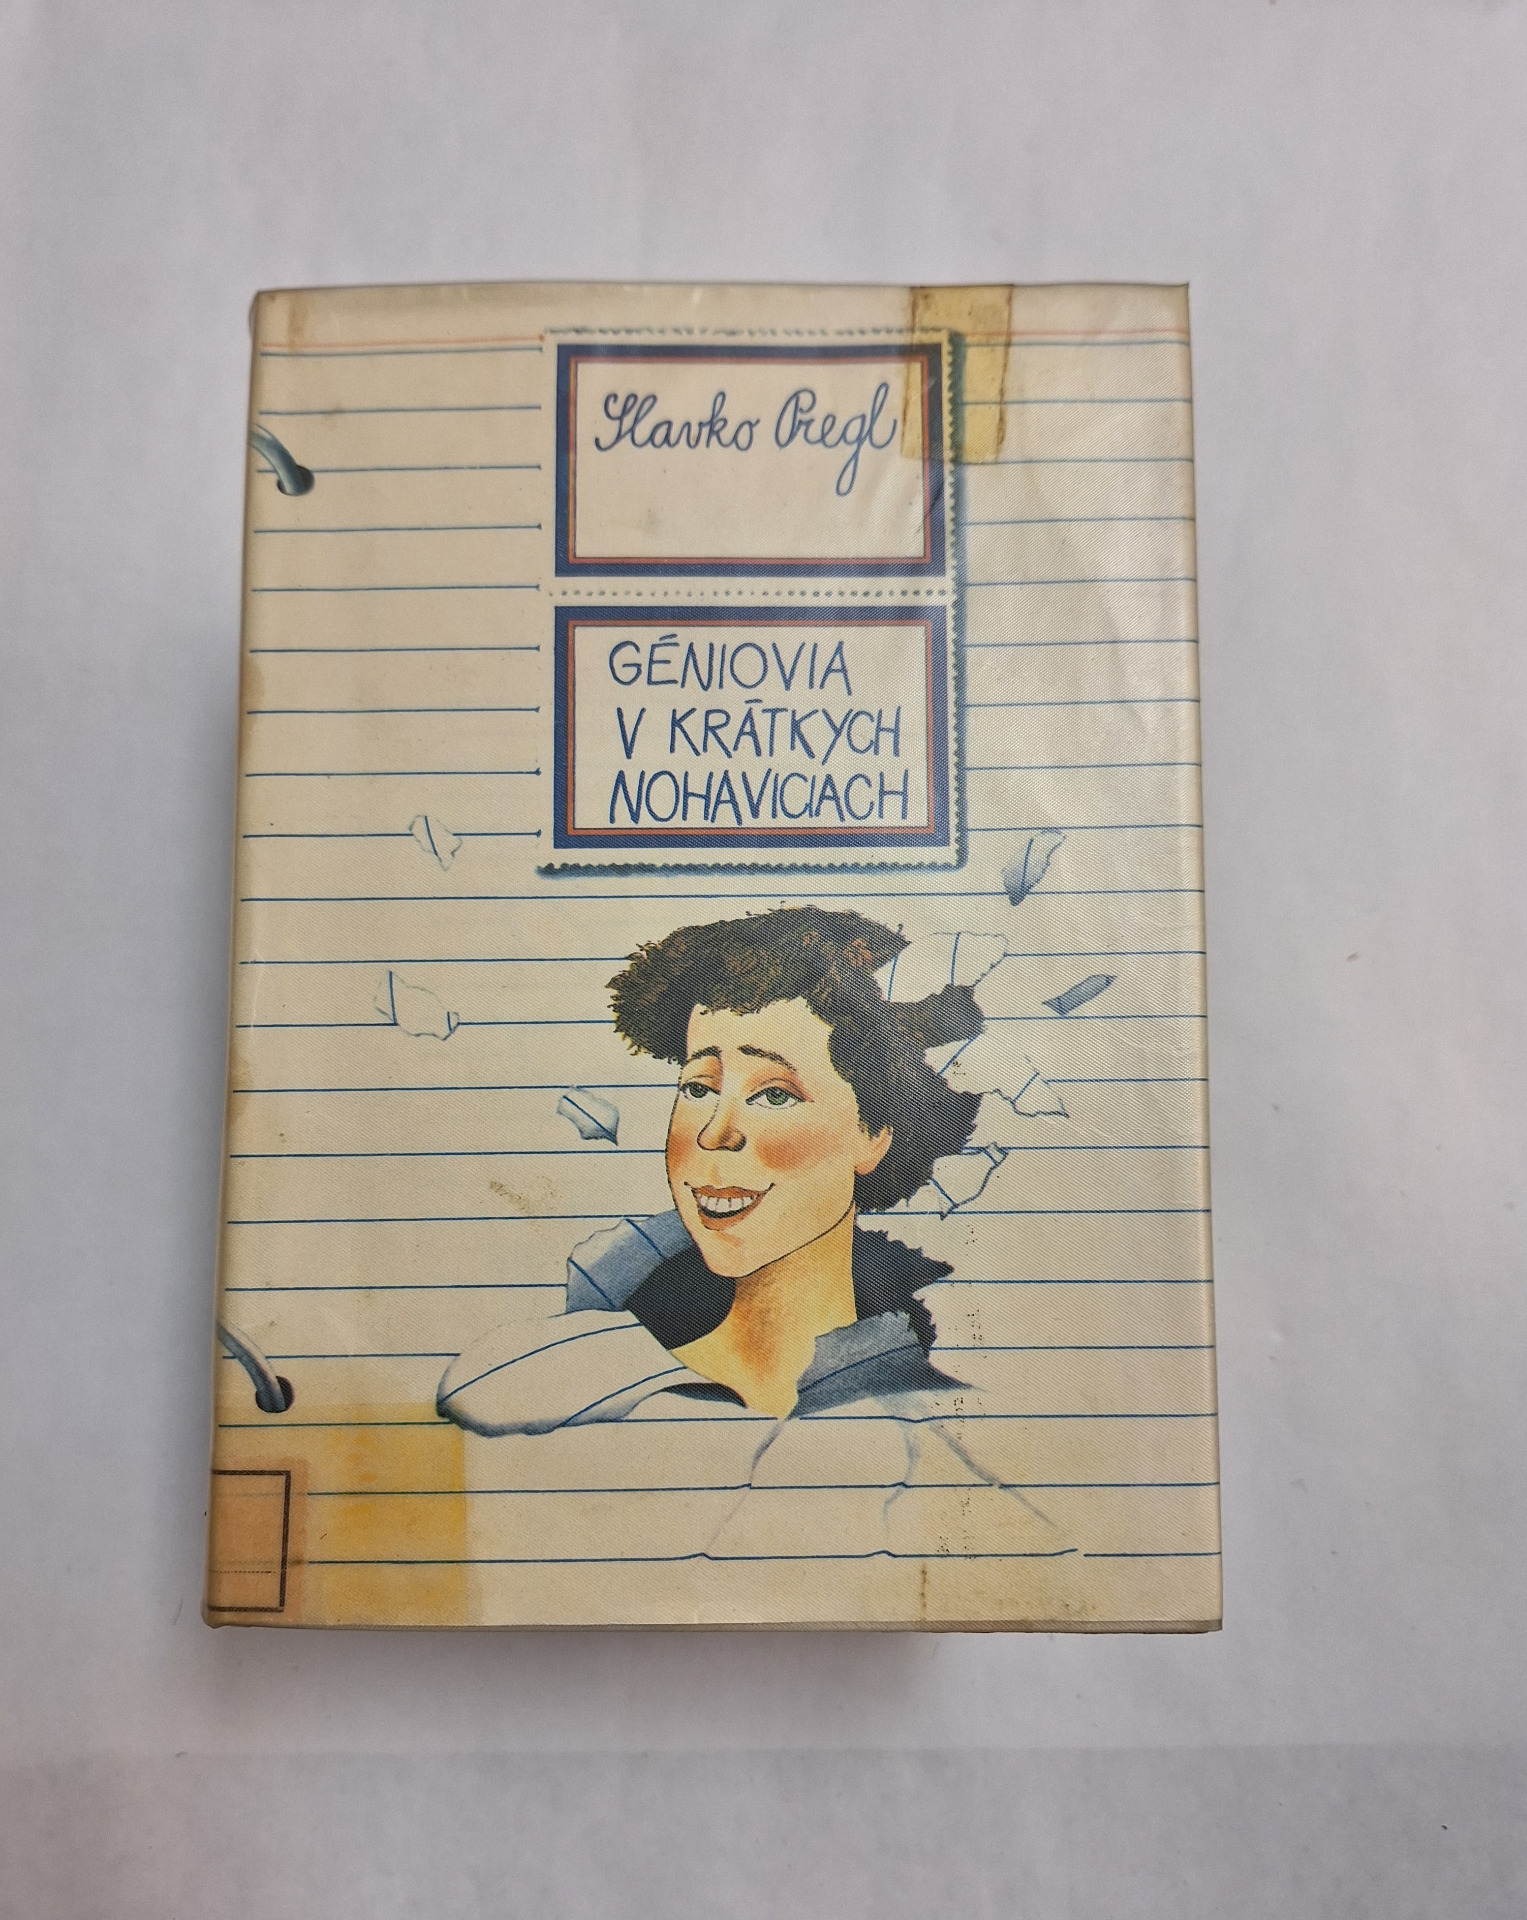 Slavko Pregl
GÉNIOVIA
V KRÁTKYCH
NOHAVICIACH